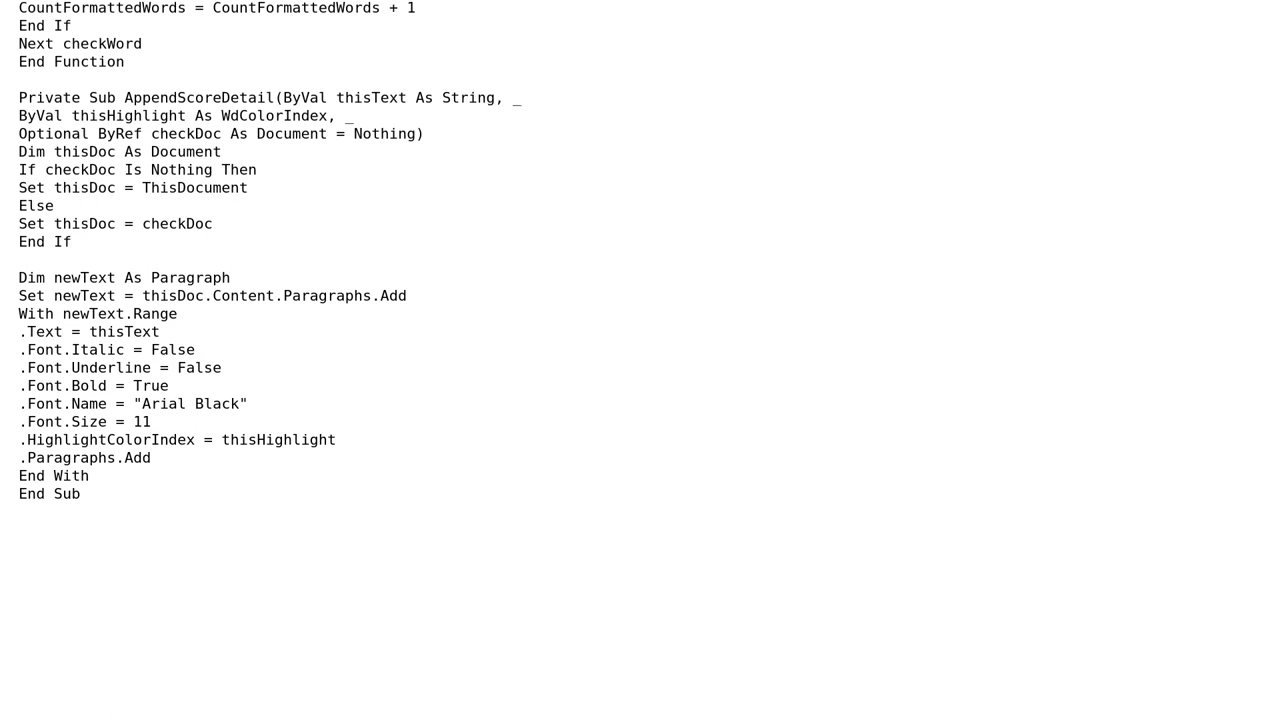 CountFormattedWords = CountFormattedWords + 1
End If
Next checkWord
End Function

Private Sub AppendScoreDetail(ByVal thisText As String, _
ByVal thisHighlight As WdColorIndex, _
Optional ByRef checkDoc As Document = Nothing)
Dim thisDoc As Document
If checkDoc Is Nothing Then
Set thisDoc = ThisDocument
Else
Set thisDoc = checkDoc
End If

Dim newText As Paragraph
Set newText = thisDoc.Content.Paragraphs.Add
With newText.Range
.Text = thisText
.Font.Italic = False
.Font.Underline = False
.Font.Bold = True
.Font.Name = "Arial Black"
.Font.Size = 11
.HighlightColorIndex = thisHighlight
.Paragraphs.Add
End With
End Sub